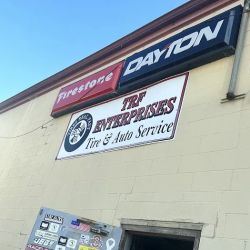 Firestone
DAYTON
TRF
ENTERPRISES
Tire & Auto Service